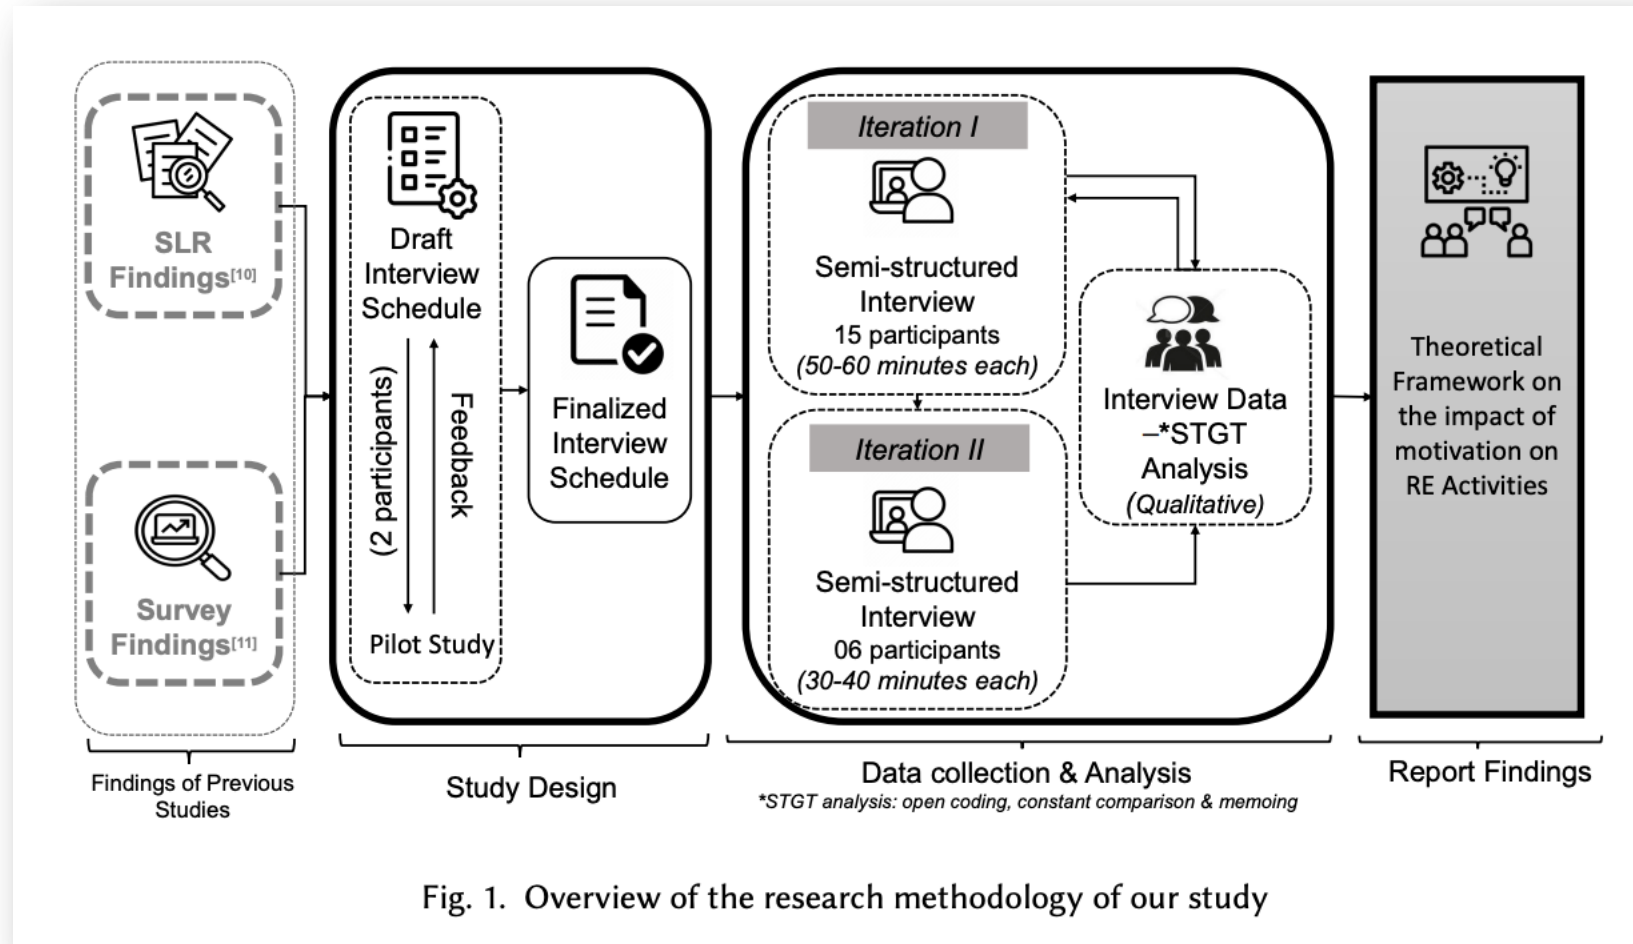 SLR
Findings[10]
Survey
Findings[11]
Findings of Previous
Studies
Draft
Interview
Schedule
(2 participants)
Feedback
Pilot Study
Finalized
Interview
Schedule
Study Design
Iteration I
Semi-structured
Interview
15 participants
(50-60 minutes each)
Iteration II
Semi-structured
Interview
06 participants
(30-40 minutes each)
Interview Data
–*STGT
Analysis
(Qualitative)
Data collection & Analysis
*STGT analysis: open coding, constant comparison & memoing
Theoretical
Framework on
the impact of
motivation on
RE Activities
Report Findings
Fig. 1. Overview of the research methodology of our study